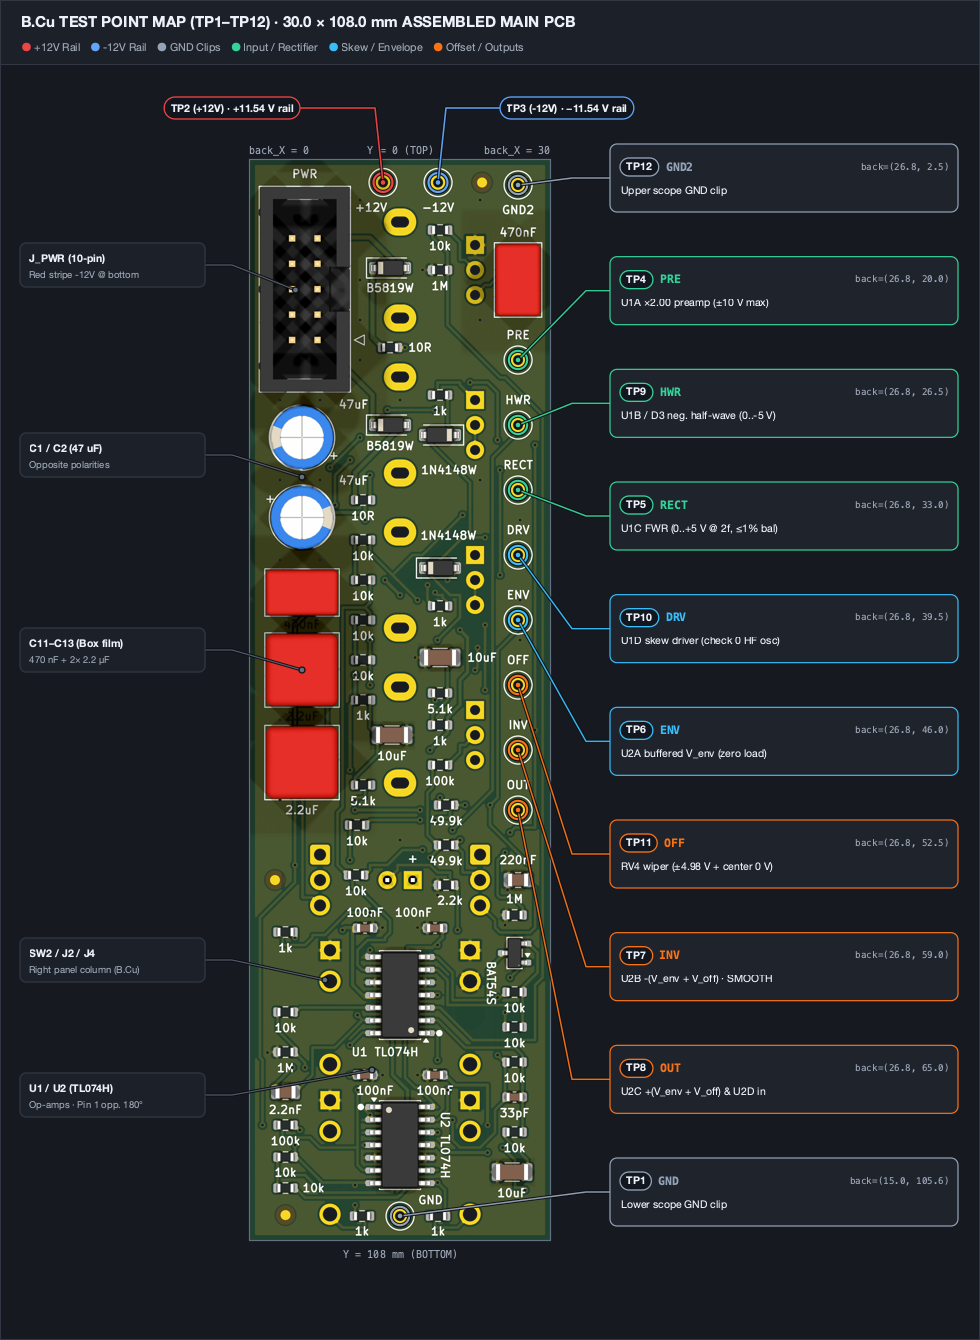 B.Cu TEST POINT MAP (TP1–TP12) · 30.0 × 108.0 mm ASSEMBLED MAIN PCB
+12V Rail
-12V Rail
GND Clips
Input / Rectifier
Skew / Envelope
Offset / Outputs
TP2 (+12V) · +11.54 V rail
TP3 (-12V) · −11.54 V rail
back_X = 0
Y = 0 (TOP)
back_X = 30
PWR
+12V
-12V
GND2
10k
470nF
B5819W
1M
PRE
10R
47uF
1k
HWR
B5819W
1N4148W
RECT
47uF
10R
DRV
1N4148W
10k
ENV
10k
1k
10k
OFF
10uF
10k
5.1k
1k
INV
1k
10uF
100k
OUT
5.1k
2.2uF
49.9k
10k
+
49.9k
220nF
10k
2.2k
1M
100nF
100nF
1k
BAT54S
10k
10k
10k
U1 TL074H
1M
10k
100nF
100nF
2.2nF
33pF
U2 TL074H
100k
10k
10k
10k
10uF
GND
1k
1k
Y = 108 mm (BOTTOM)
J_PWR (10-pin)
Red stripe -12V @ bottom
C1 / C2 (47 uF)
Opposite polarities
C11–C13 (Box film)
470 nF + 2× 2.2 µF
SW2 / J2 / J4
Right panel column (B.Cu)
U1 / U2 (TL074H)
Op-amps · Pin 1 opp. 180°
TP12 GND2 back=(26.8, 2.5)
Upper scope GND clip
TP4 PRE back=(26.8, 20.0)
U1A ×2.00 preamp (±10 V max)
TP9 HWR back=(26.8, 26.5)
U1B / D3 neg. half-wave (0..-5 V)
TP5 RECT back=(26.8, 33.0)
U1C FWR (0..+5 V @ 2f, ≤1% bal)
TP10 DRV back=(26.8, 39.5)
U1D skew driver (check 0 HF osc)
TP6 ENV back=(26.8, 46.0)
U2A buffered V_env (zero load)
TP11 OFF back=(26.8, 52.5)
RV4 wiper (±4.98 V + center 0 V)
TP7 INV back=(26.8, 59.0)
U2B -(V_env + V_off) · SMOOTH
TP8 OUT back=(26.8, 65.0)
U2C +(V_env + V_off) & U2D in
TP1 GND back=(15.0, 105.6)
Lower scope GND clip